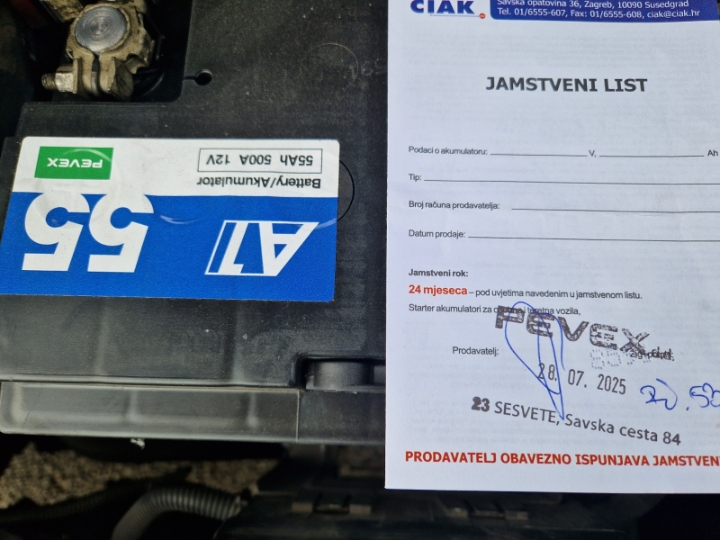 PEVEX
55Ah 500A 12V
Battery/Akumulator
A1
55
CIAK
Savska opatovina 36, Zagreb, 10090 Susedgrad
Tel. 01/6555-607, Fax: 01/6555-608, ciak@ciak.hr
JAMSTVENI LIST
Podaci o akumulatoru: V, Ah
Tip:
Broj računa prodavatelja:
Datum prodaje:
Jamstveni rok:
24 mjeseca – pod uvjetima navedenim u jamstvenom listu.
Starter akumulatori za vozila,
PEVEX d.d.
Prodavatelj:
28. 07. 2025
23 SESVETE, Savska cesta 84
PRODAVATELJ OBAVEZNO ISPUNJAVA JAMSTVEN